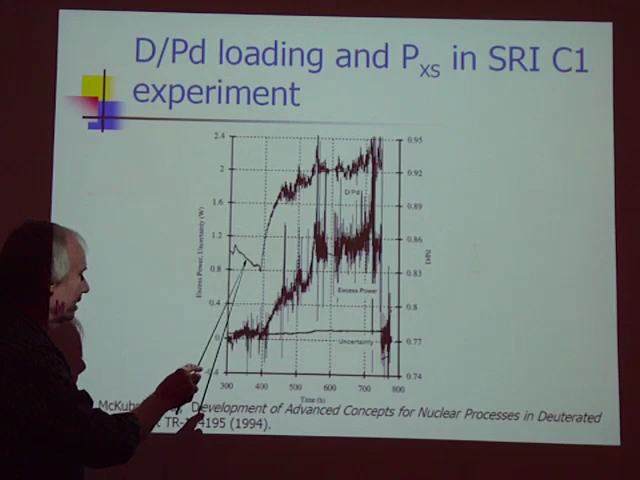 D/Pd loading and Pxs in SRI C1
experiment
2.4
2
1.6
1.2
0.8
0.4
0
0.95
0.92
0.89
0.86
0.83
0.8
0.77
0.74
Excess Power, Uncertainty (W)
D/Pd
Excess Power
Uncertainty
300 400 500 600 700 800
Time (h)
Development of Advanced Concepts for Nuclear Processes in Deuterated
4195 (1994).